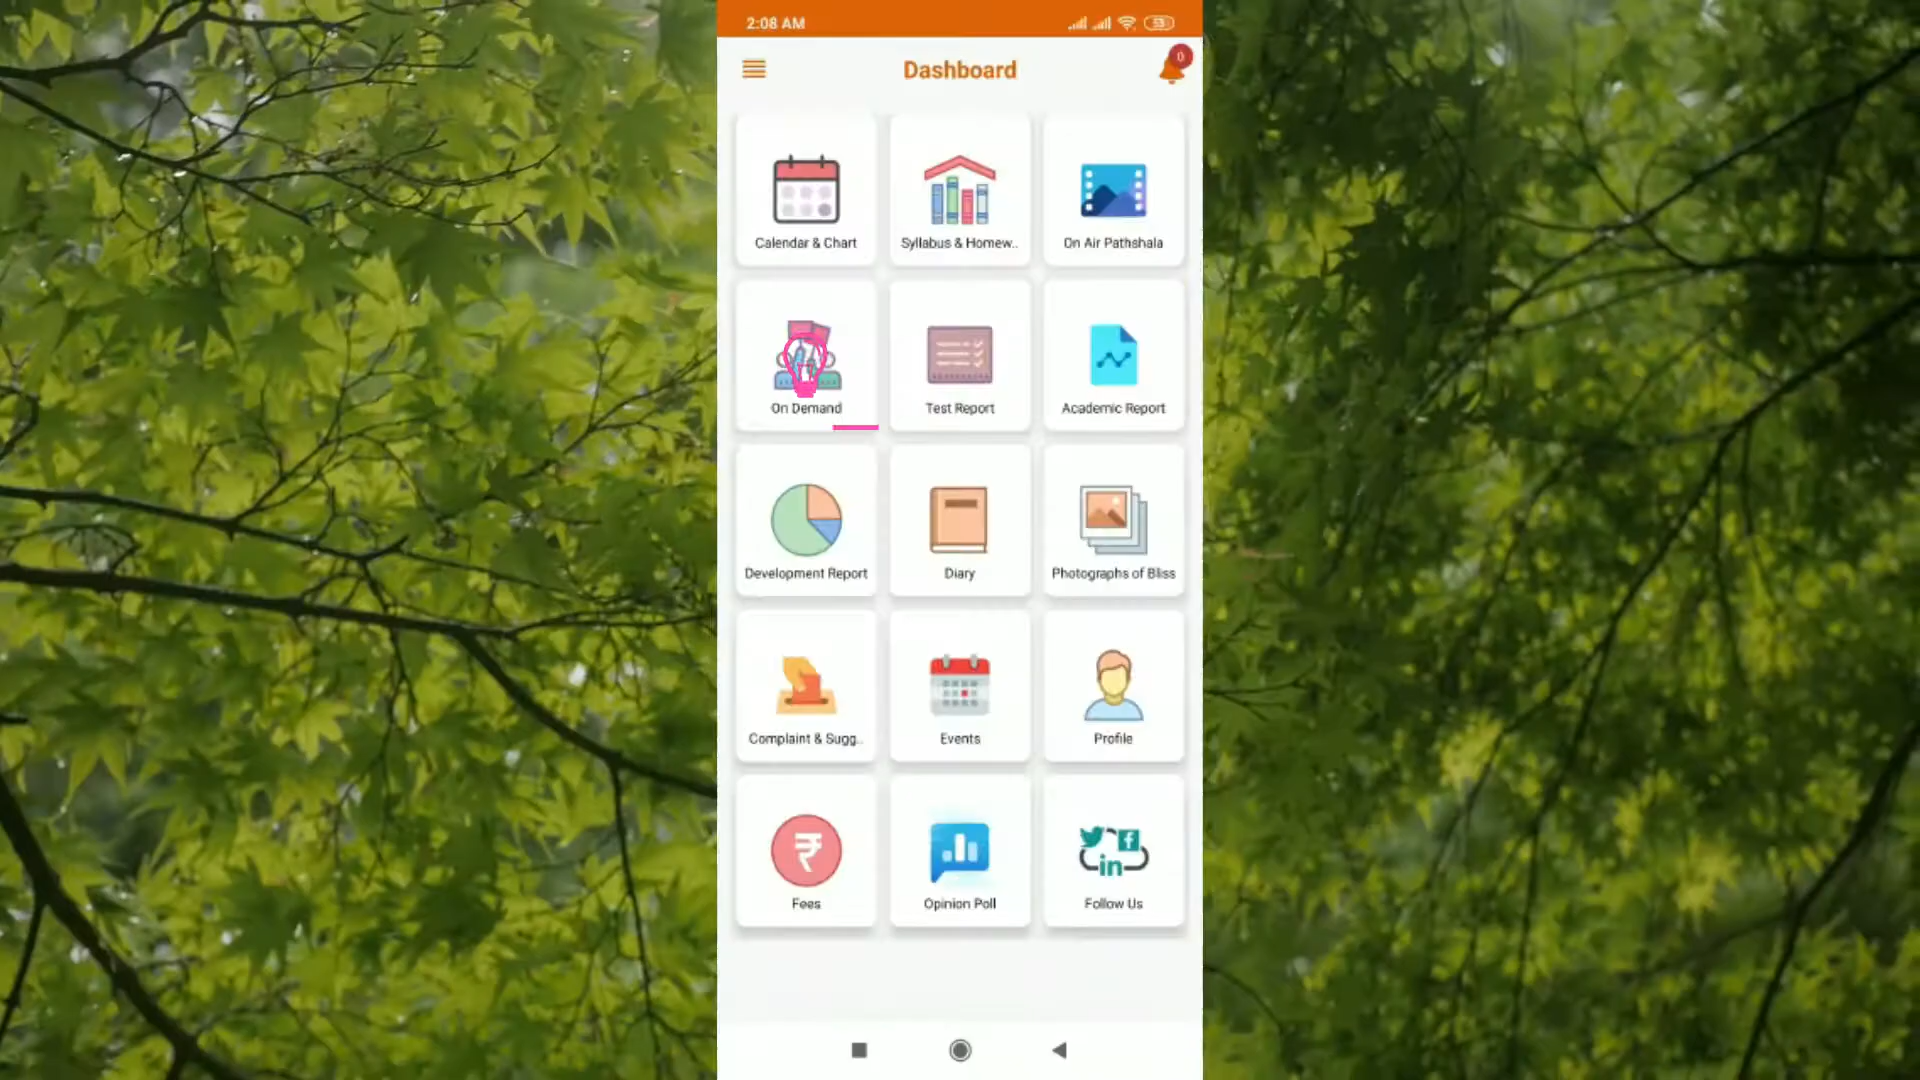 2:08 AM
53
Dashboard
0
Calendar & Chart
Syllabus & Homew..
On Air Pathshala
On Demand
Test Report
Academic Report
Development Report
Diary
Photographs of Bliss
Complaint & Sugg..
Events
Profile
Fees
Opinion Poll
Follow Us